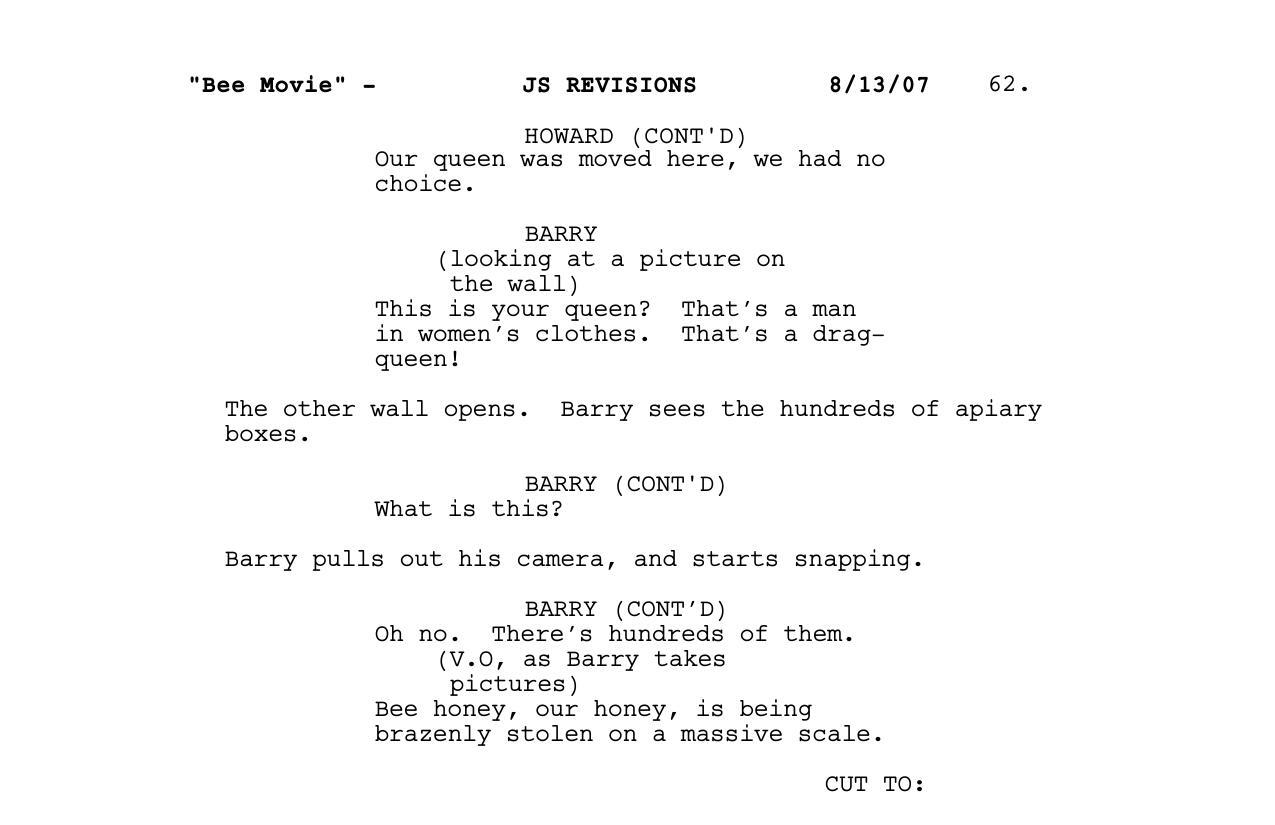 "Bee Movie" - JS REVISIONS 8/13/07 62.
HOWARD (CONT'D)
Our queen was moved here, we had no
choice.
BARRY
(looking at a picture on
the wall)
This is your queen? That’s a man
in women’s clothes. That’s a drag-
queen!
The other wall opens. Barry sees the hundreds of apiary
boxes.
BARRY (CONT'D)
What is this?
Barry pulls out his camera, and starts snapping.
BARRY (CONT’D)
Oh no. There’s hundreds of them.
(V.O, as Barry takes
pictures)
Bee honey, our honey, is being
brazenly stolen on a massive scale.
CUT TO: